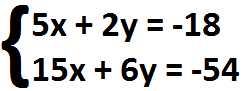 5x + 2y = -18
15x + 6y = -54